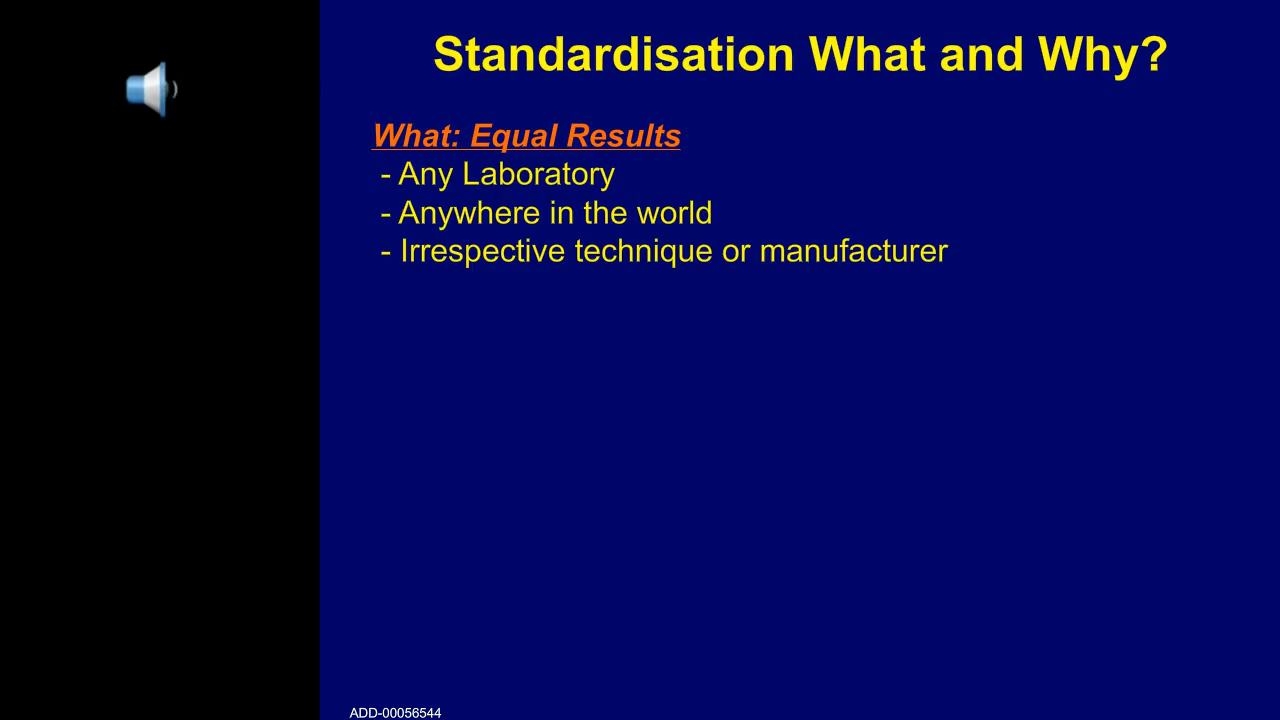 Standardisation What and Why?
What: Equal Results
- Any Laboratory
- Anywhere in the world
- Irrespective technique or manufacturer
ADD-00056544